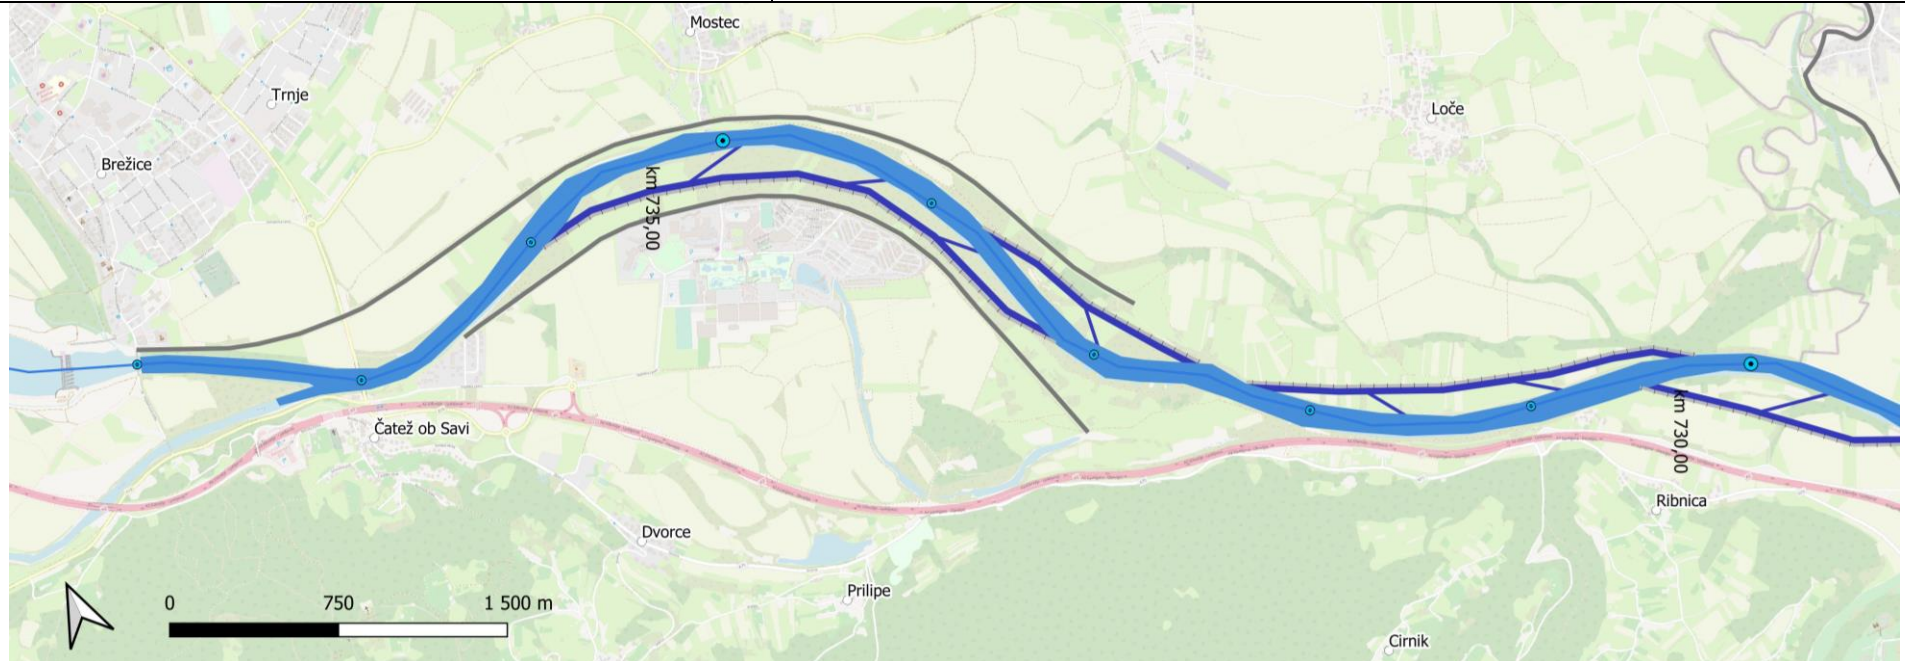 Mostec
Trnje
Loče
Brežice
km 735,00
km 730,00
Čatež ob Savi
Ribnica
Dvorce
Prilipe
0 750 1 500 m
Cirnik